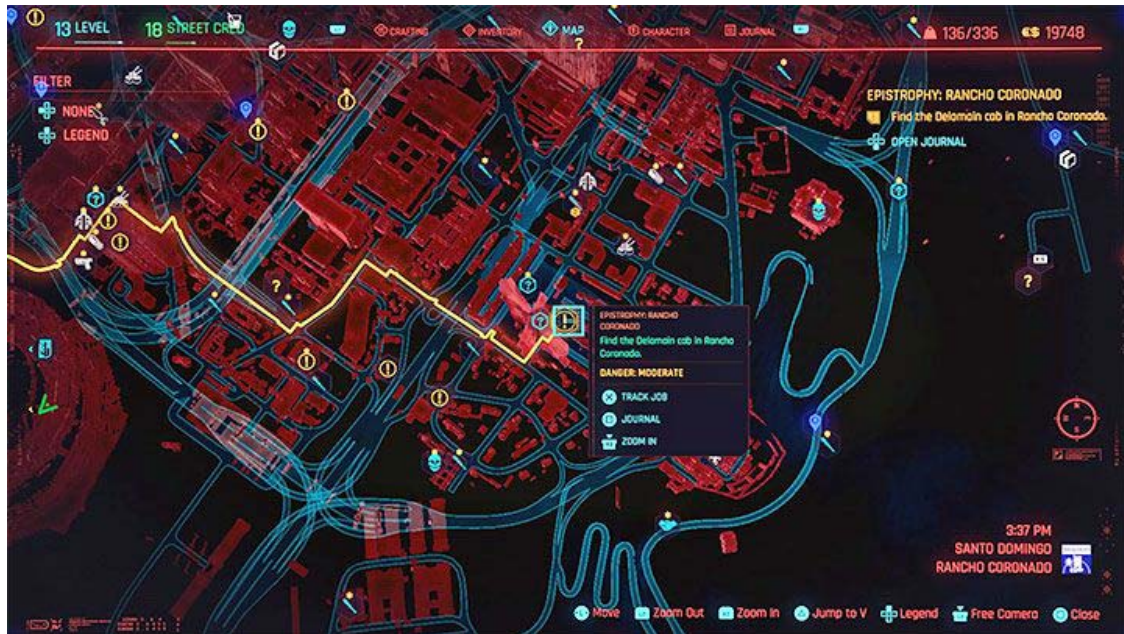 13 LEVEL
18 STREET CRED
CRAFTING
INVENTORY
MAP
CHARACTER
JOURNAL
136/336
€$ 19748
FILTER
NONE
LEGEND
EPISTROPHY: RANCHO CORONADO
Find the Delamain cab in Rancho Coronado.
OPEN JOURNAL
EPISTROPHY: RANCHO
CORONADO
Find the Delamain cab in Rancho
Coronado.
DANGER: MODERATE
TRACK JOB
JOURNAL
ZOOM IN
3:37 PM
SANTO DOMINGO
RANCHO CORONADO
L Move
Zoom Out
Zoom In
Jump to V
Legend
Free Camera
Close